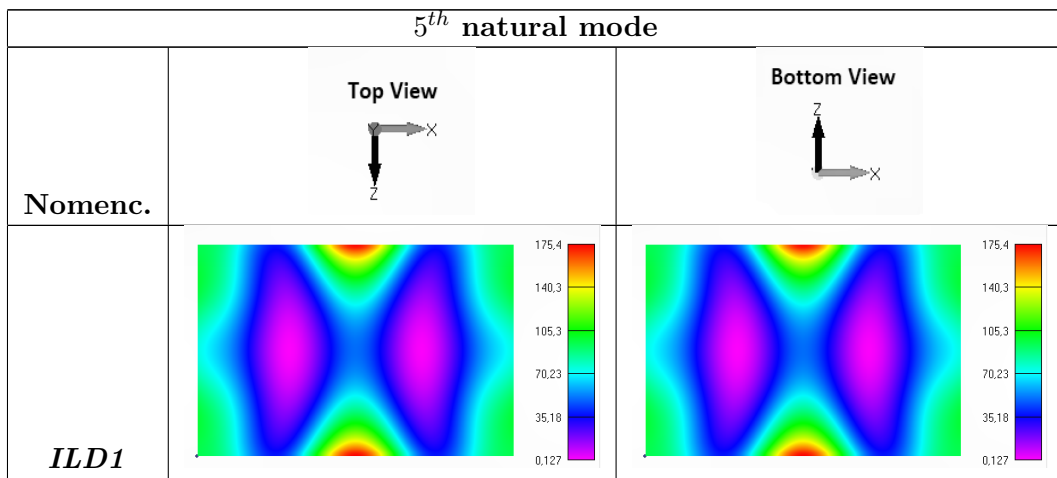 5th natural mode
Nomenc.
Top View
Y
X
Z
Bottom View
Z
X
ILD1
175,4
140,3
105,3
70,23
35,18
0,127
175,4
140,3
105,3
70,23
35,18
0,127